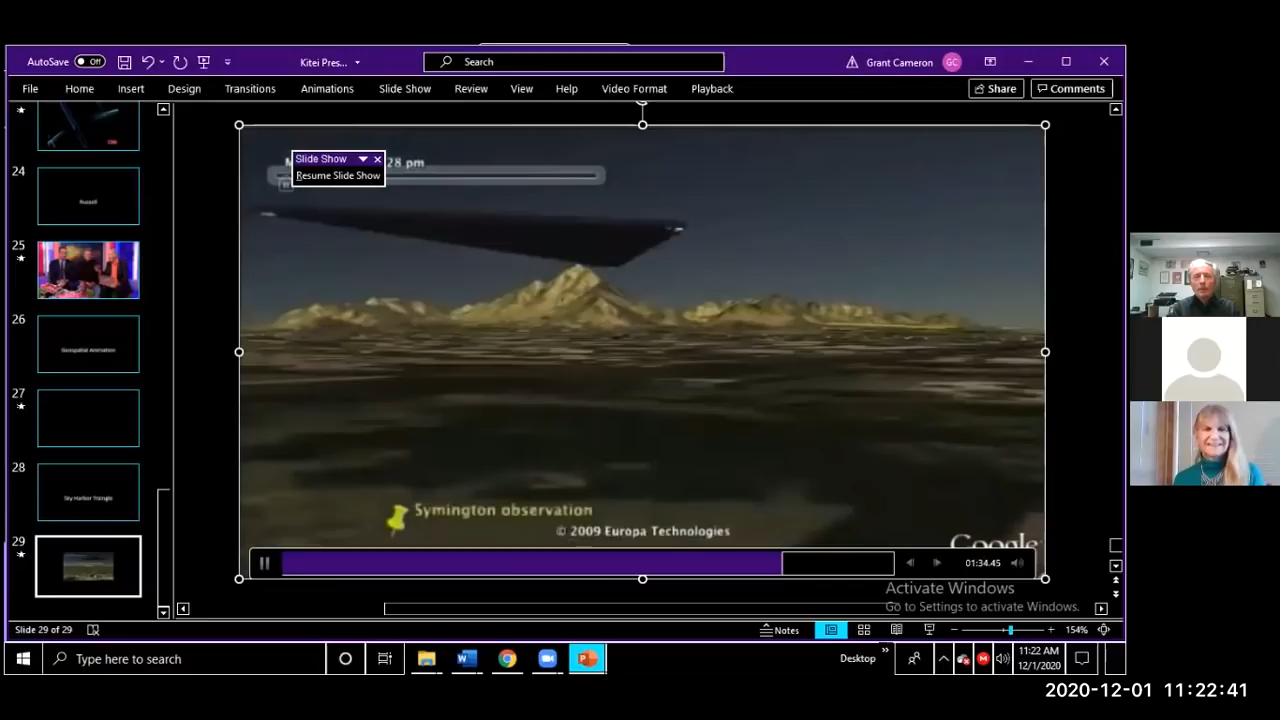 AutoSave Off
Kitei Pres...
Search
Grant Cameron GC
File Home Insert Design Transitions Animations Slide Show Review View Help Video Format Playback
Share Comments
Slide Show
Resume Slide Show
28 pm
24
Russell
25
26
Geospatial Animation
27
28
Sky Harbor Triangle
29
Symington observation
© 2009 Europa Technologies
Google
01:34.45
Activate Windows
Go to Settings to activate Windows.
Slide 29 of 29
Notes
154%
Type here to search
Desktop
11:22 AM
12/1/2020
2020-12-01 11:22:41